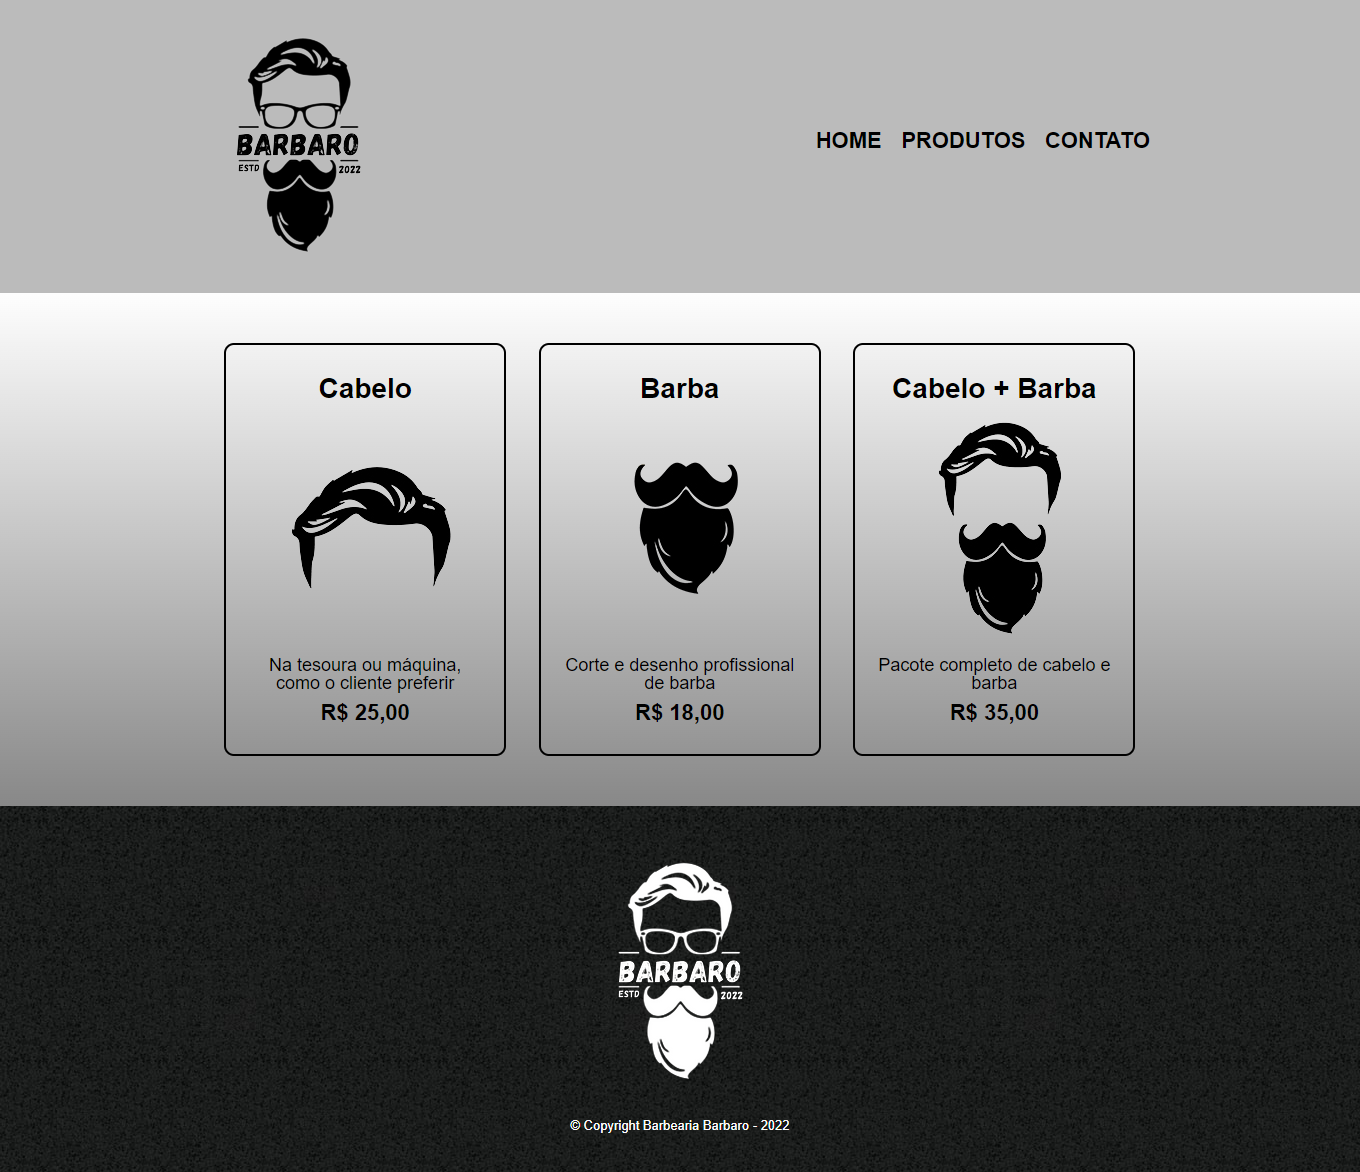 BARBARO
ESTD 2022
HOME PRODUTOS CONTATO
Cabelo
Na tesoura ou máquina,
como o cliente preferir
R$ 25,00
Barba
Corte e desenho profissional
de barba
R$ 18,00
Cabelo + Barba
Pacote completo de cabelo e
barba
R$ 35,00
BARBARO
ESTD 2022
© Copyright Barbearia Barbaro - 2022